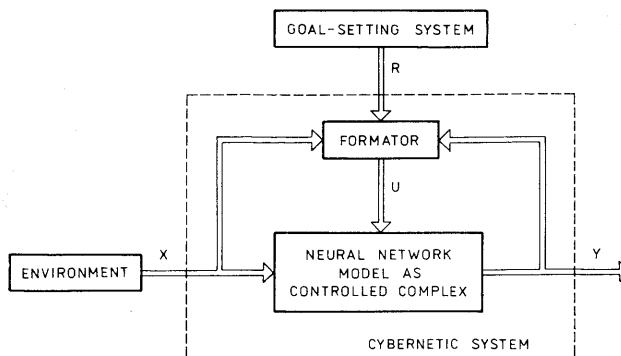 GOAL-SETTING SYSTEM
R
FORMATOR
U
X
Y
ENVIRONMENT
NEURAL NETWORK
MODEL AS
CONTROLLED COMPLEX
CYBERNETIC SYSTEM